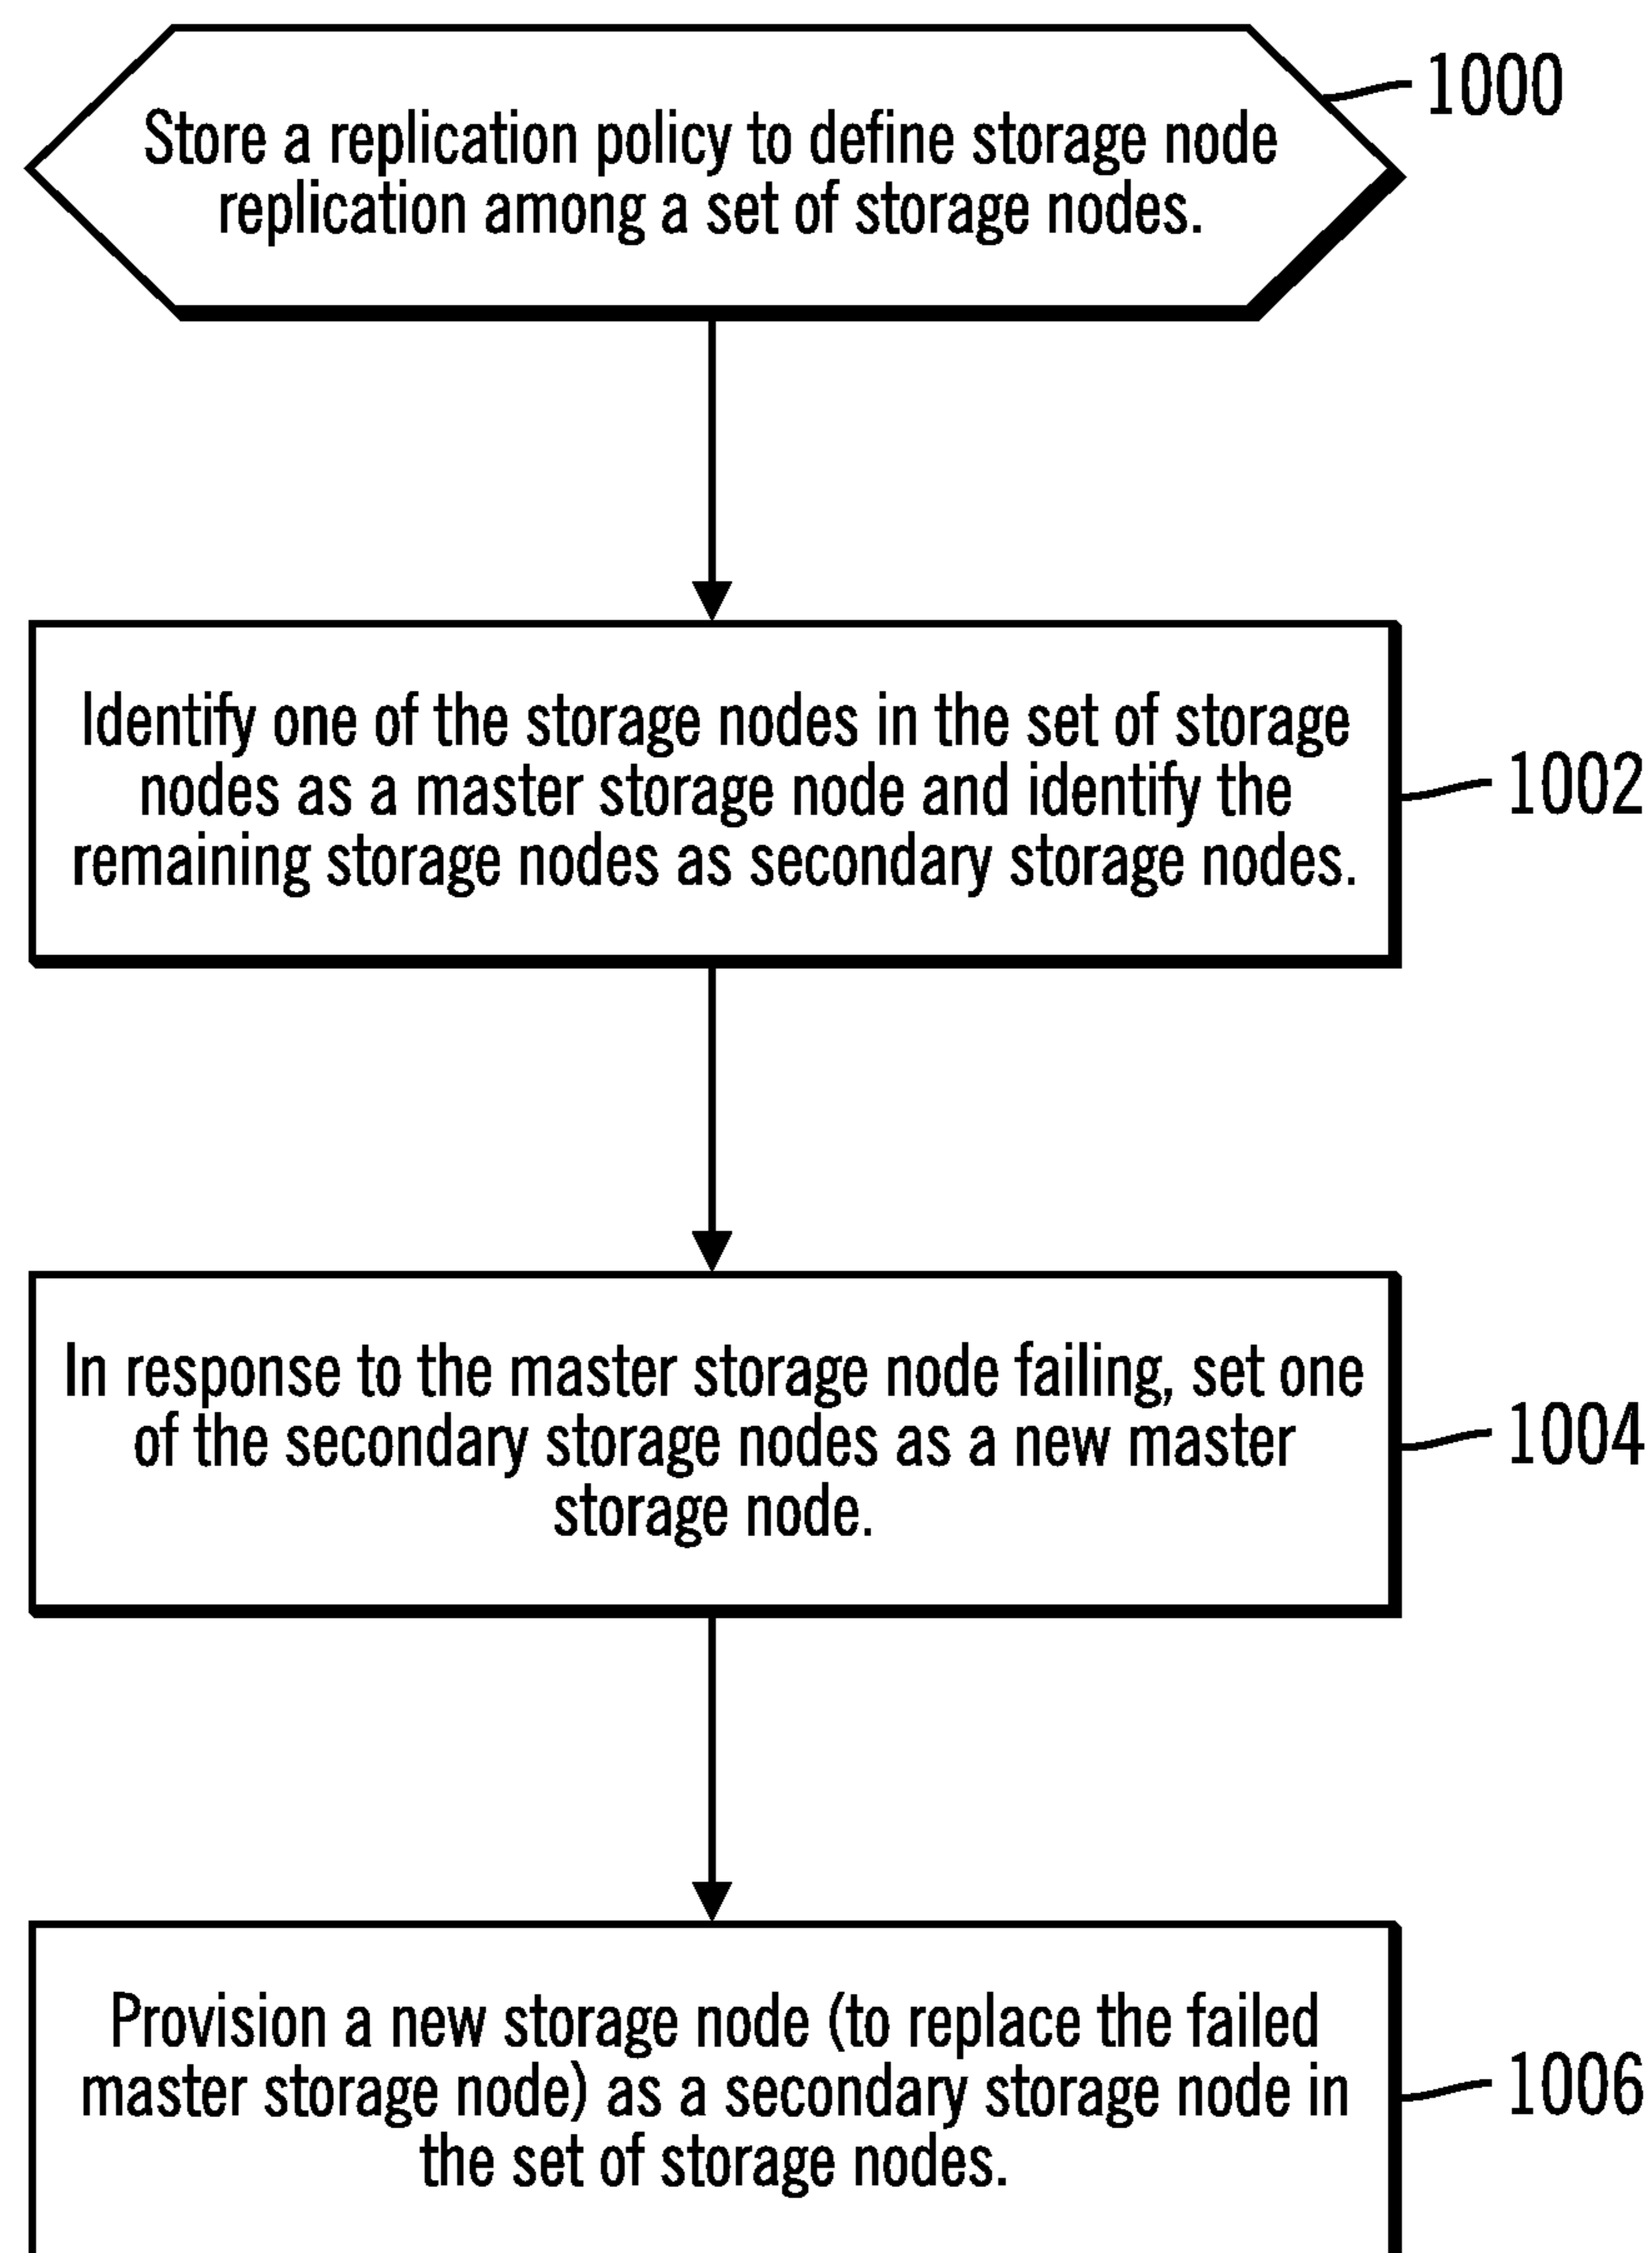 Store a replication policy to define storage node
replication among a set of storage nodes.
1000
Identify one of the storage nodes in the set of storage
nodes as a master storage node and identify the
remaining storage nodes as secondary storage nodes.
1002
In response to the master storage node failing, set one
of the secondary storage nodes as a new master
storage node.
1004
Provision a new storage node (to replace the failed
master storage node) as a secondary storage node in
the set of storage nodes.
1006